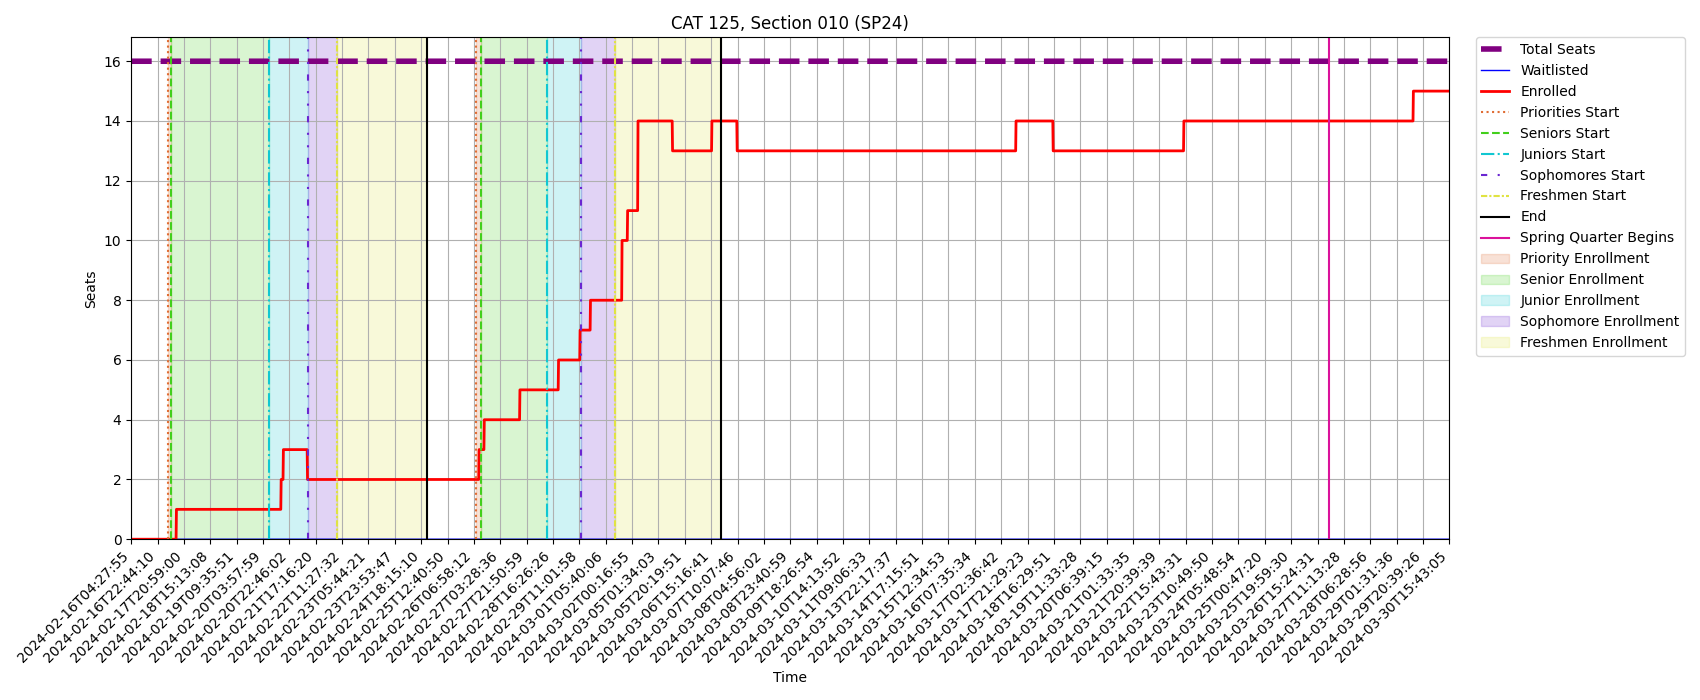 CAT 125, Section 010 (SP24)
Seats
16
14
12
10
8
6
4
2
0
2024-02-16T04:27:55
2024-02-16T22:44:10
2024-02-17T20:59:00
2024-02-18T15:13:08
2024-02-19T09:35:51
2024-02-20T03:57:59
2024-02-20T22:46:02
2024-02-21T17:16:20
2024-02-22T11:27:32
2024-02-23T05:44:21
2024-02-23T23:53:47
2024-02-24T18:15:10
2024-02-25T12:40:50
2024-02-26T06:58:12
2024-02-27T03:28:36
2024-02-27T21:50:59
2024-02-28T16:26:26
2024-02-29T11:01:58
2024-03-01T05:40:06
2024-03-02T00:16:55
2024-03-05T01:34:03
2024-03-05T20:19:51
2024-03-06T15:16:41
2024-03-07T10:07:46
2024-03-08T04:56:02
2024-03-08T23:40:59
2024-03-09T18:26:54
2024-03-10T14:13:52
2024-03-11T09:06:33
2024-03-13T22:17:37
2024-03-14T17:15:51
2024-03-15T12:34:53
2024-03-16T07:35:34
2024-03-17T02:36:42
2024-03-17T21:29:23
2024-03-18T16:29:51
2024-03-19T11:33:28
2024-03-20T06:39:15
2024-03-21T01:33:35
2024-03-21T20:39:39
2024-03-22T15:43:31
2024-03-23T10:49:50
2024-03-24T05:48:54
2024-03-25T00:47:20
2024-03-25T19:59:30
2024-03-26T15:24:31
2024-03-27T11:13:28
2024-03-28T06:28:56
2024-03-29T01:31:36
2024-03-29T20:39:26
2024-03-30T15:43:05
Time
Total Seats
Waitlisted
Enrolled
Priorities Start
Seniors Start
Juniors Start
Sophomores Start
Freshmen Start
End
Spring Quarter Begins
Priority Enrollment
Senior Enrollment
Junior Enrollment
Sophomore Enrollment
Freshmen Enrollment